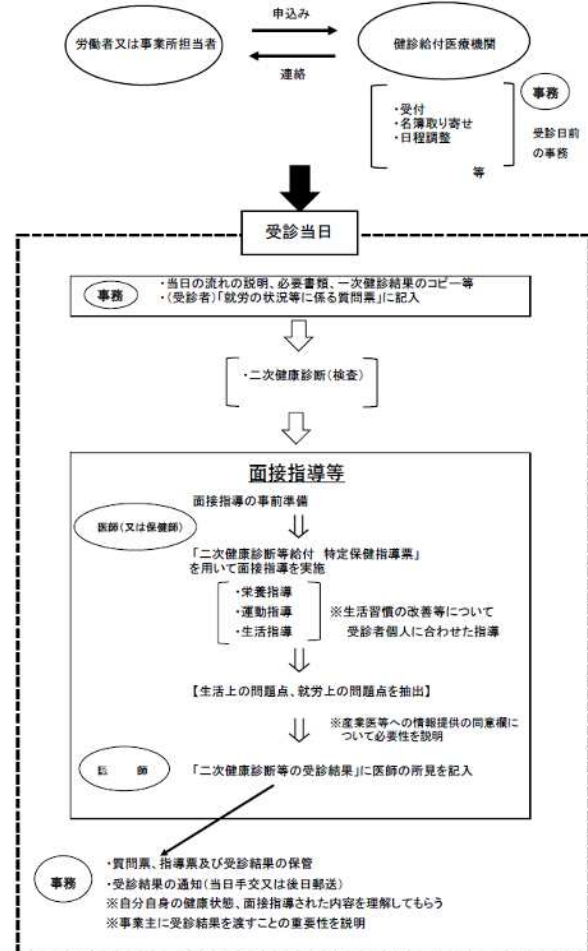 申込み
労働者又は事業所担当者
健診給付医療機関
連絡
事務
・受付
・名簿取り寄せ
・日程調整
等
受診日前
の事務
受診当日
事務
・当日の流れの説明、必要書類、一次健診結果のコピー等
・(受診者)「就労の状況等に係る質問票」に記入
・二次健康診断(検査)
面接指導等
面接指導の事前準備
医師(又は保健師)
「二次健康診断等給付 特定保健指導票」
を用いて面接指導を実施
・栄養指導
・運動指導
・生活指導
※生活習慣の改善等について
受診者個人に合わせた指導
【生活上の問題点、就労上の問題点を抽出】
※産業医等への情報提供の同意欄に
ついて必要性を説明
医 師
「二次健康診断等の受診結果」に医師の所見を記入
事務
・質問票、指導票及び受診結果の保管
・受診結果の通知(当日手交又は後日郵送)
※自分自身の健康状態、面接指導された内容を理解してもらう
※事業主に受診結果を渡すことの重要性を説明